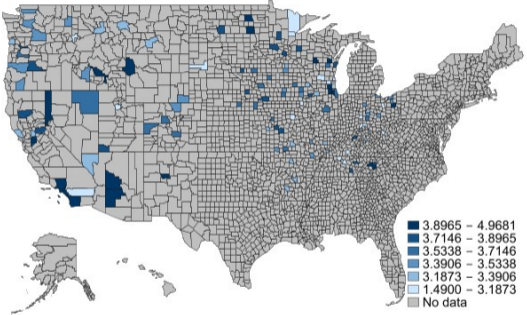 3.8965 – 4.9681
3.7146 – 3.8965
3.5338 – 3.7146
3.3906 – 3.5338
3.1873 – 3.3906
1.4900 – 3.1873
No data